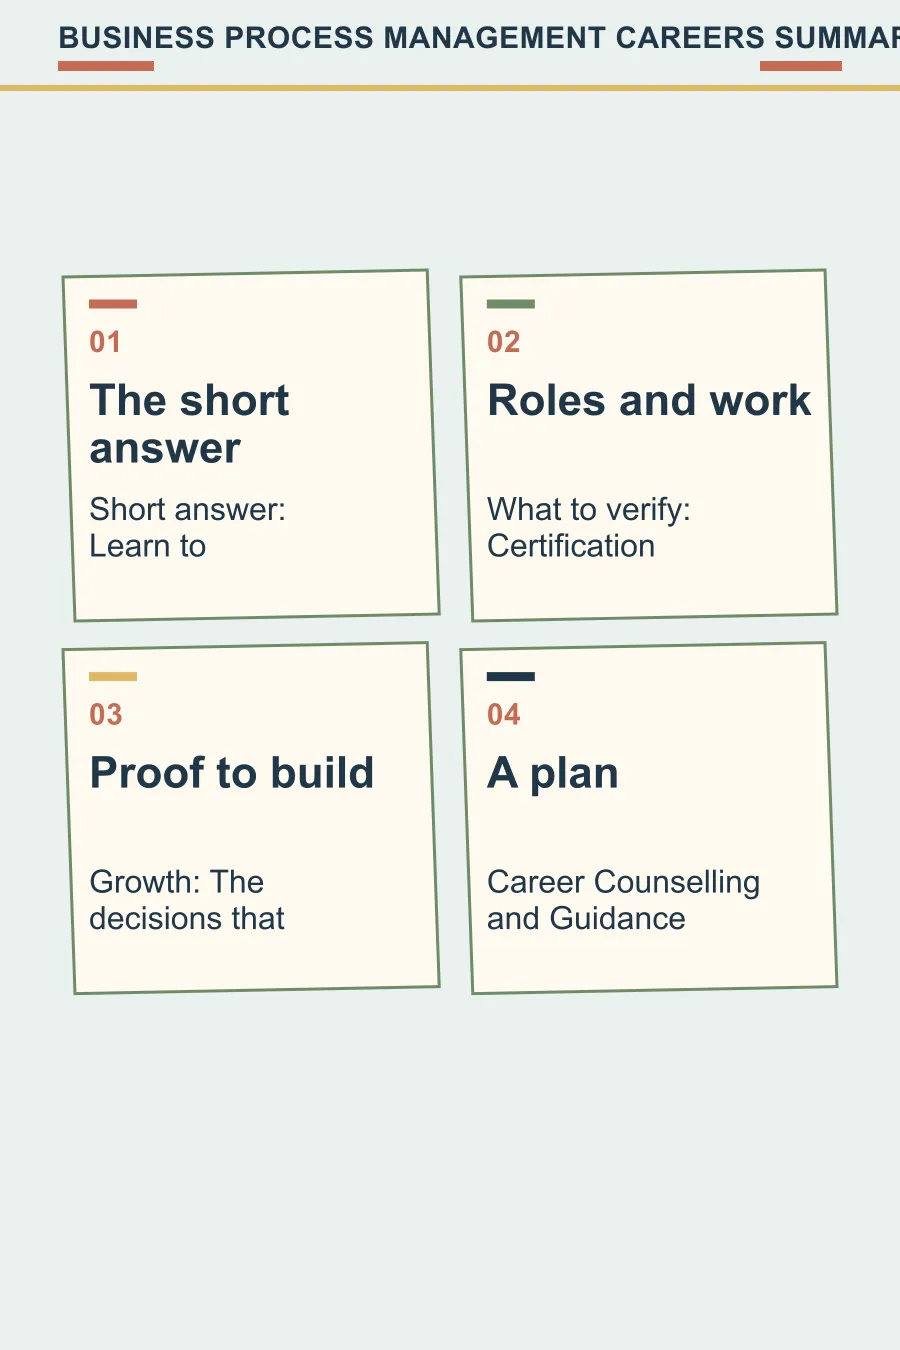 BUSINESS PROCESS MANAGEMENT CAREERS SUMMAR
01
The short
answer
Short answer:
Learn to
02
Roles and work
What to verify:
Certification
03
Proof to build
Growth: The
decisions that
04
A plan
Career Counselling
and Guidance